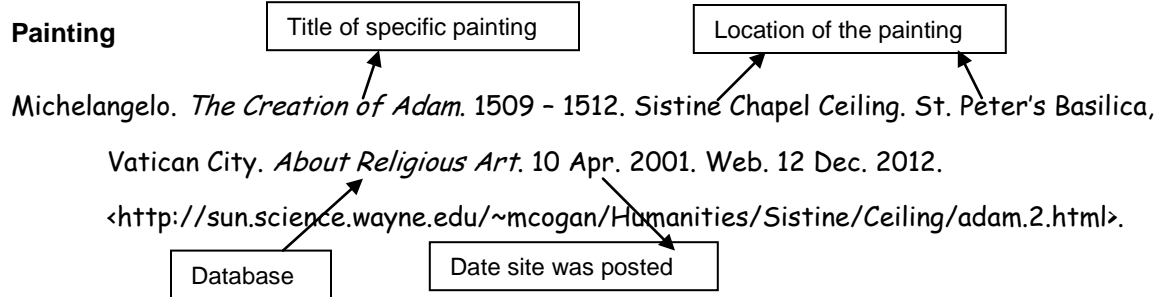 Painting
Title of specific painting
Location of the painting
Michelangelo. The Creation of Adam. 1509 – 1512. Sistine Chapel Ceiling. St. Peter's Basilica,
Vatican City. About Religious Art. 10 Apr. 2001. Web. 12 Dec. 2012.
<http://sun.science.wayne.edu/~mcogan/Humanities/Sistine/Ceiling/adam.2.html>.
Database
Date site was posted